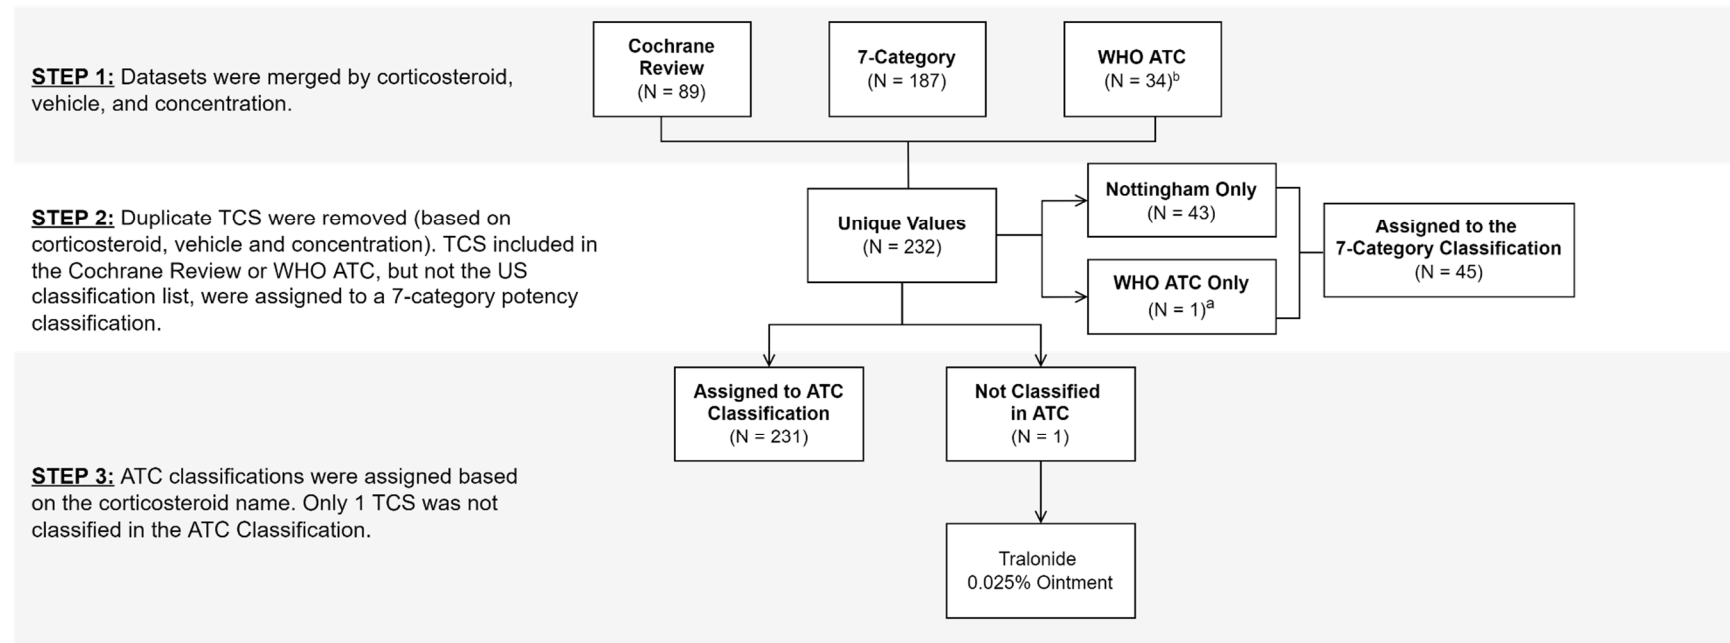 STEP 1: Datasets were merged by corticosteroid,
vehicle, and concentration.
Cochrane
Review
(N = 89)
7-Category
(N = 187)
WHO ATC
(N = 34)b
STEP 2: Duplicate TCS were removed (based on
corticosteroid, vehicle and concentration). TCS included in
the Cochrane Review or WHO ATC, but not the US
classification list, were assigned to a 7-category potency
classification.
Unique Values
(N = 232)
Nottingham Only
(N = 43)
WHO ATC Only
(N = 1)a
Assigned to the
7-Category Classification
(N = 45)
STEP 3: ATC classifications were assigned based
on the corticosteroid name. Only 1 TCS was not
classified in the ATC Classification.
Assigned to ATC
Classification
(N = 231)
Not Classified
in ATC
(N = 1)
Tralonide
0.025% Ointment